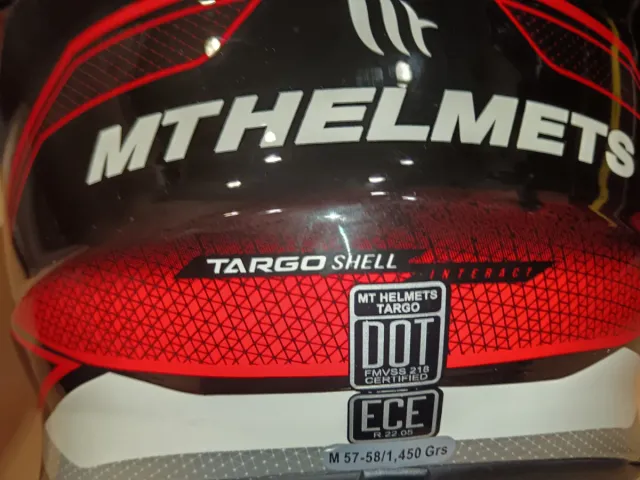 MTHELMETS
TARGO SHELL
INTERACT
MT HELMETS
TARGO
DOT
FMVSS 218
CERTIFIED
ECE
R 22.05
M 57-58/1,450 Grs